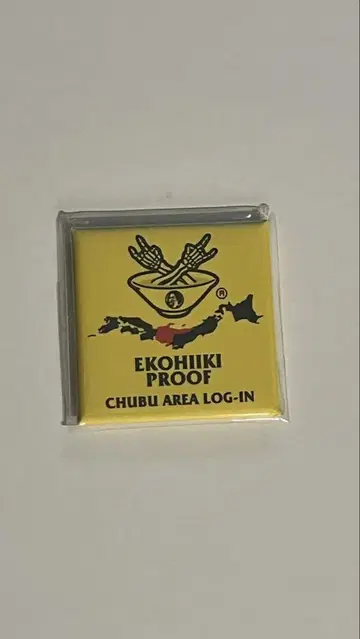 ®
EKOHIIKI
PROOF
CHUBU AREA LOG-IN